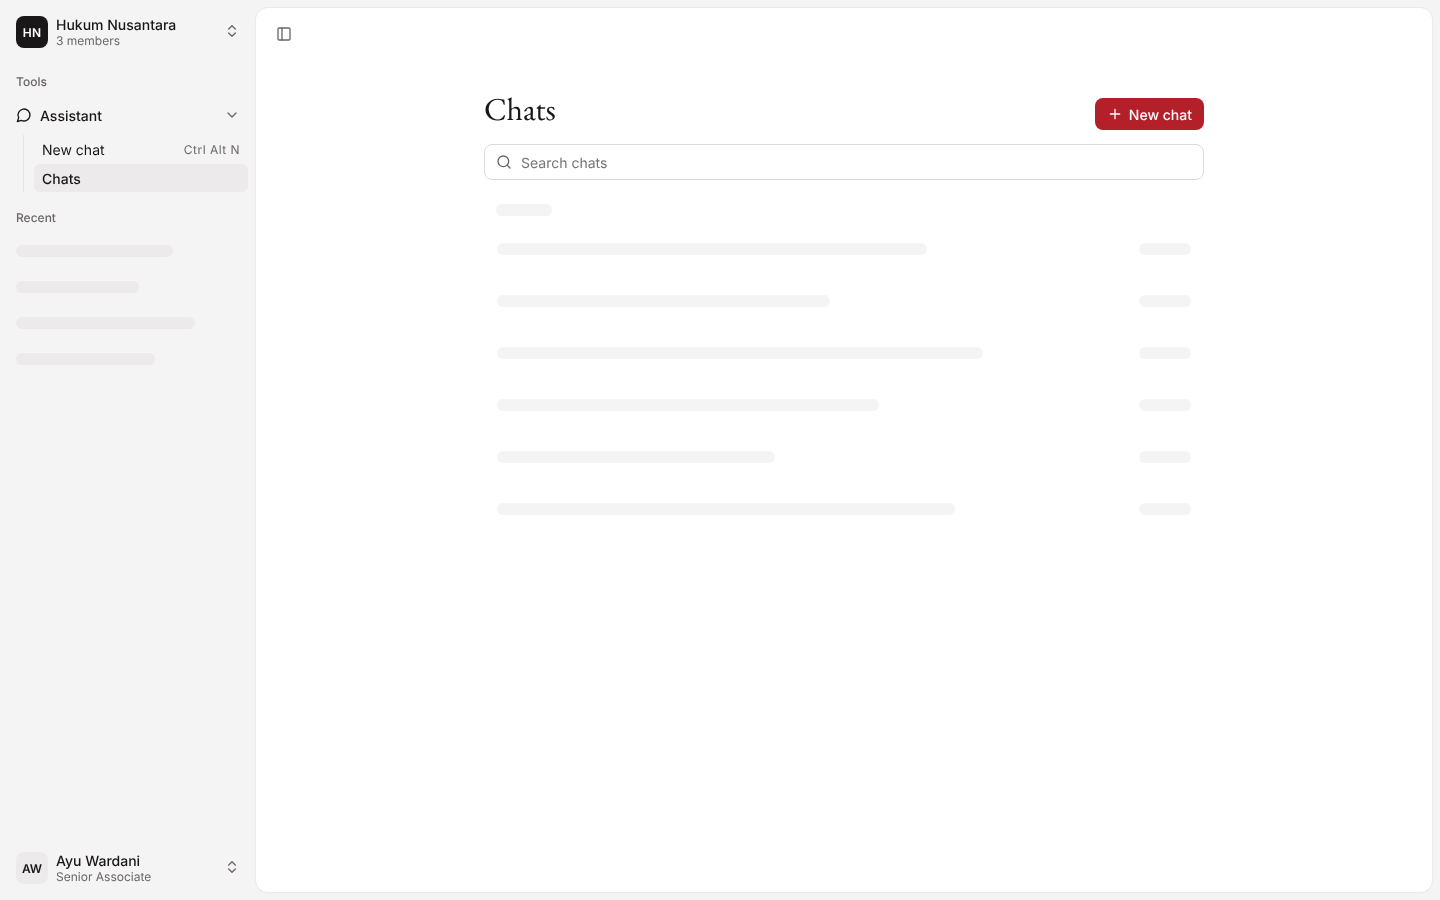 HN
Hukum Nusantara
3 members
Tools
Assistant
New chat Ctrl Alt N
Chats
Recent
AW
Ayu Wardani
Senior Associate
Chats
New chat
Search chats